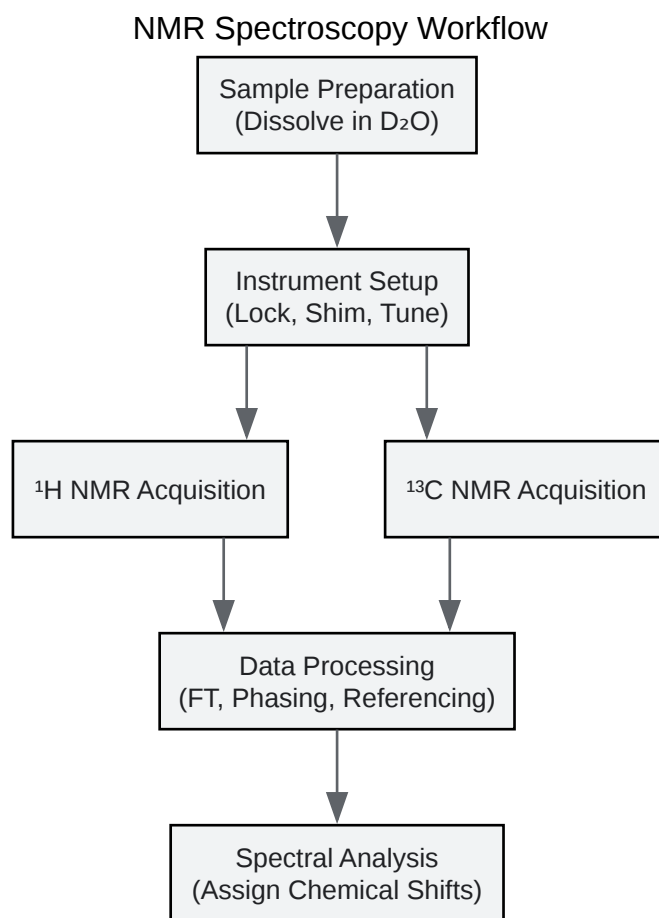 NMR Spectroscopy Workflow
Sample Preparation
(Dissolve in D₂O)
Instrument Setup
(Lock, Shim, Tune)
¹H NMR Acquisition
¹³C NMR Acquisition
Data Processing
(FT, Phasing, Referencing)
Spectral Analysis
(Assign Chemical Shifts)